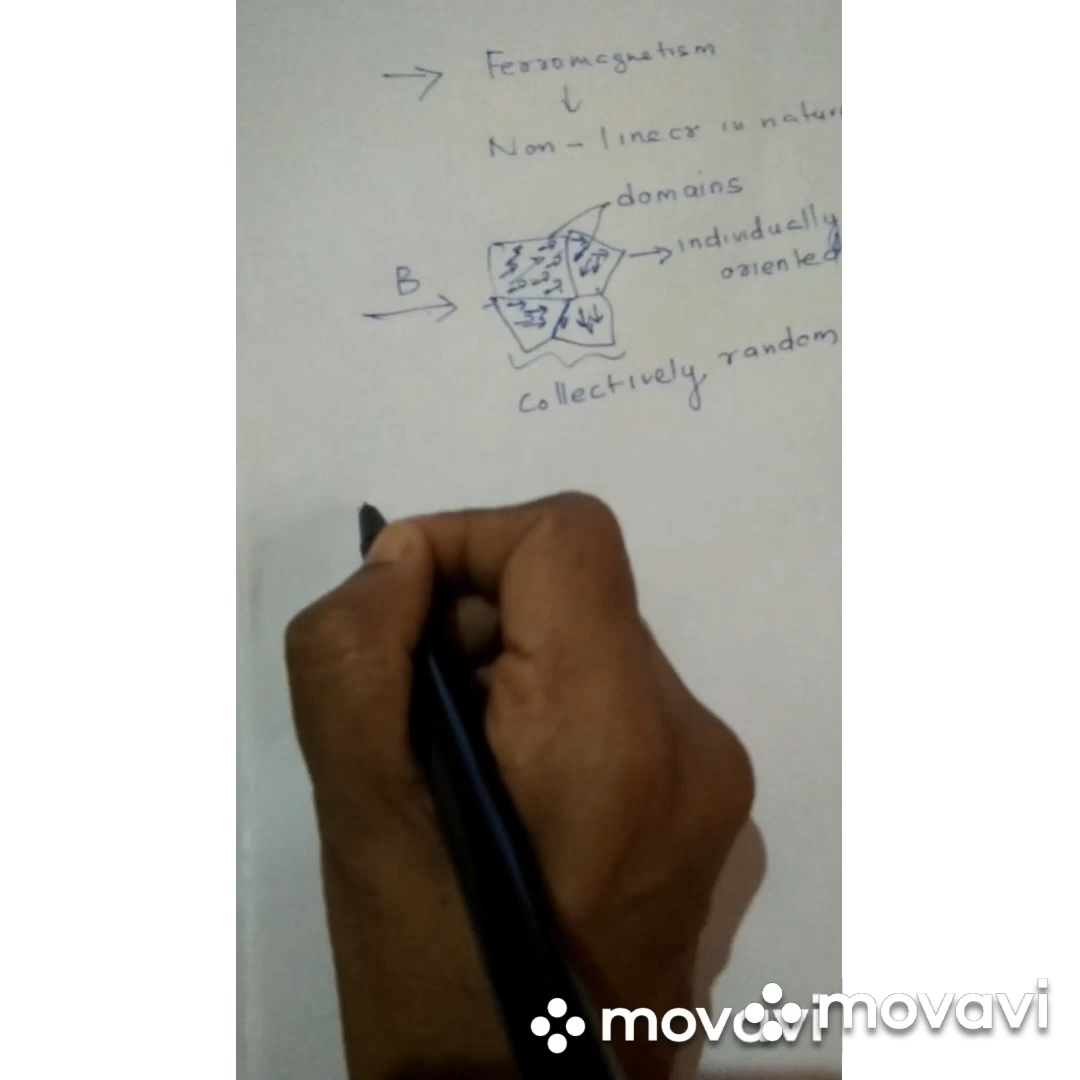 → Ferromagnetism
↓
Non-linear in
domains
→ individually
oriented
B
collectively random
movavi
movavi